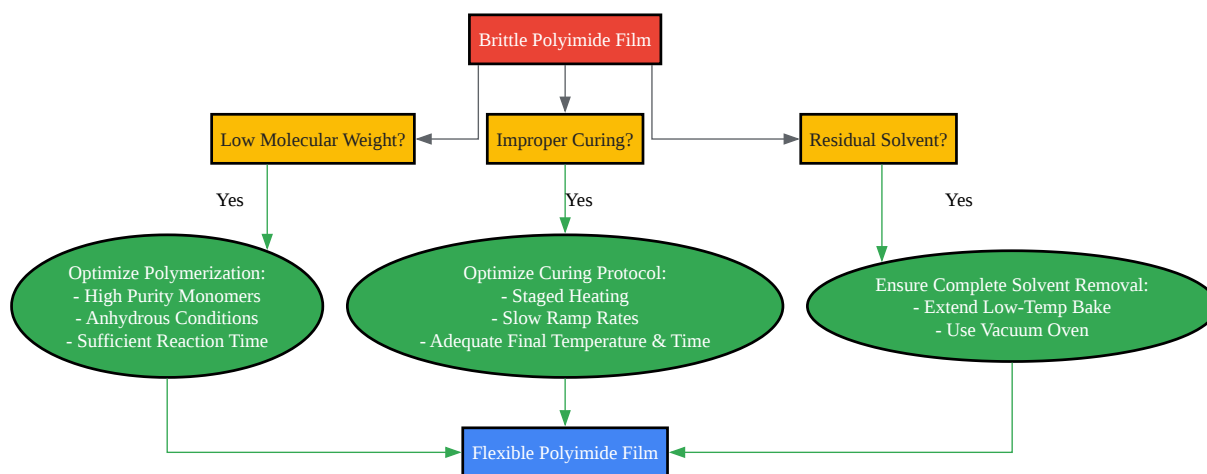 Brittle Polyimide Film
Low Molecular Weight?
Improper Curing?
Residual Solvent?
Yes
Yes
Yes
Optimize Polymerization:
- High Purity Monomers
- Anhydrous Conditions
- Sufficient Reaction Time
Optimize Curing Protocol:
- Staged Heating
- Slow Ramp Rates
- Adequate Final Temperature & Time
Ensure Complete Solvent Removal:
- Extend Low-Temp Bake
- Use Vacuum Oven
Flexible Polyimide Film